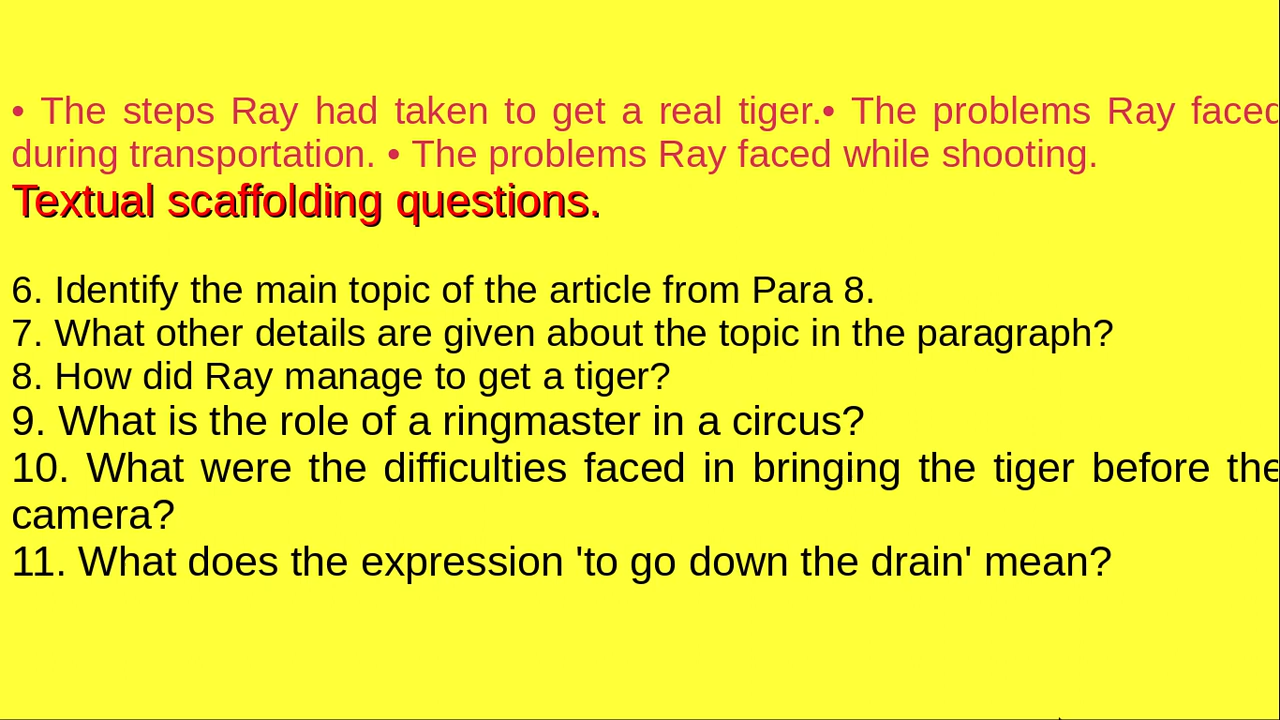 • The steps Ray had taken to get a real tiger.• The problems Ray faced
during transportation. • The problems Ray faced while shooting.
Textual scaffolding questions.
6. Identify the main topic of the article from Para 8.
7. What other details are given about the topic in the paragraph?
8. How did Ray manage to get a tiger?
9. What is the role of a ringmaster in a circus?
10. What were the difficulties faced in bringing the tiger before the
camera?
11. What does the expression 'to go down the drain' mean?